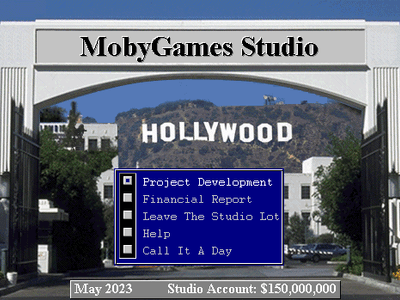 MobyGames Studio
HOLLYWOOD
Project Development
Financial Report
Leave The Studio Lot
Help
Call It A Day
May 2023 Studio Account: $150,000,000